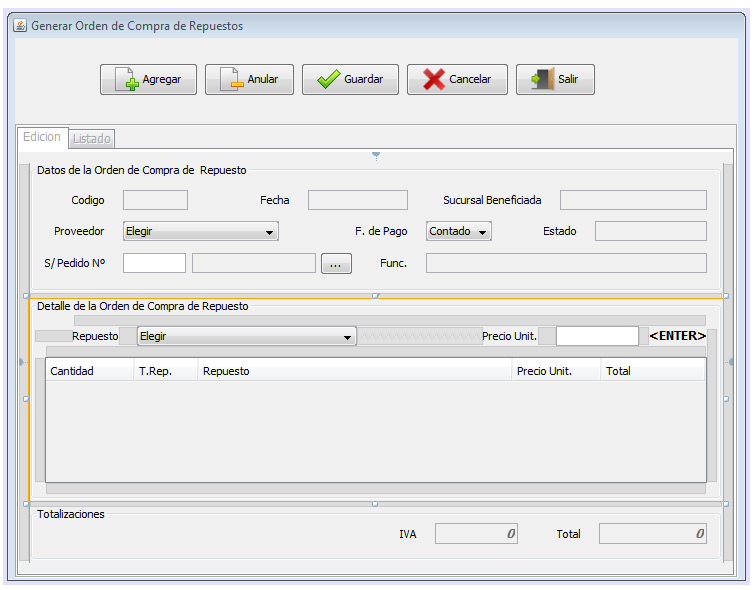 Generar Orden de Compra de Repuestos
Agregar Anular Guardar Cancelar Salir
Edicion Listado
Datos de la Orden de Compra de Repuesto
Codigo Fecha Sucursal Beneficiada
Proveedor Elegir F. de Pago Contado Estado
S/ Pedido Nº ... Func.
Detalle de la Orden de Compra de Repuesto
Repuesto Elegir Precio Unit. <ENTER>
Cantidad T.Rep. Repuesto Precio Unit. Total
Totalizaciones
IVA 0 Total 0